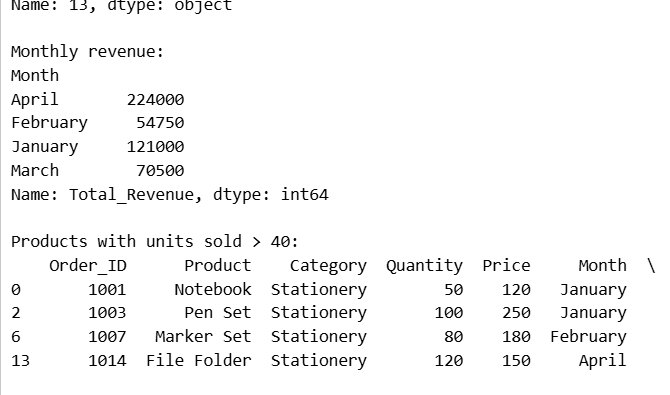 Name: 13, dtype: object
Monthly revenue:
Month
April 224000
February 54750
January 121000
March 70500
Name: Total_Revenue, dtype: int64
Products with units sold > 40:
Order_ID Product Category Quantity Price Month \
0 1001 Notebook Stationery 50 120 January
2 1003 Pen Set Stationery 100 250 January
6 1007 Marker Set Stationery 80 180 February
13 1014 File Folder Stationery 120 150 April